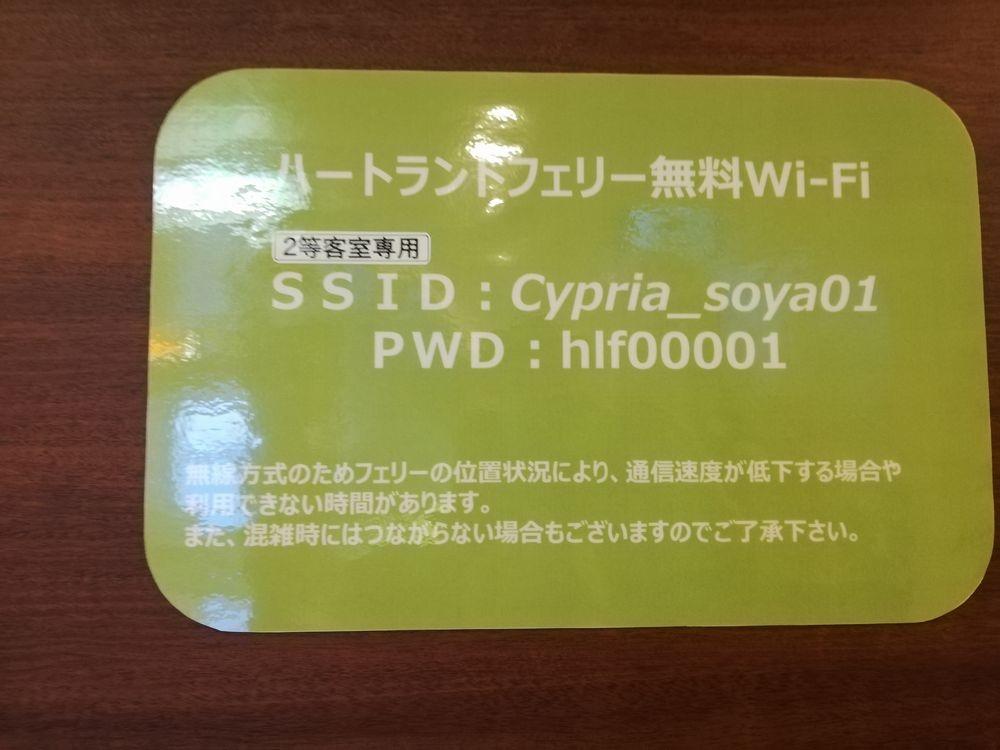 ハートランドフェリー無料Wi-Fi
2等客室専用
ＳＳＩＤ：Cypria_soya01
ＰＷＤ：hlf00001
無線方式のためフェリーの位置状況により、通信速度が低下する場合や
利用できない時間があります。
また、混雑時にはつながらない場合もございますのでご了承下さい。